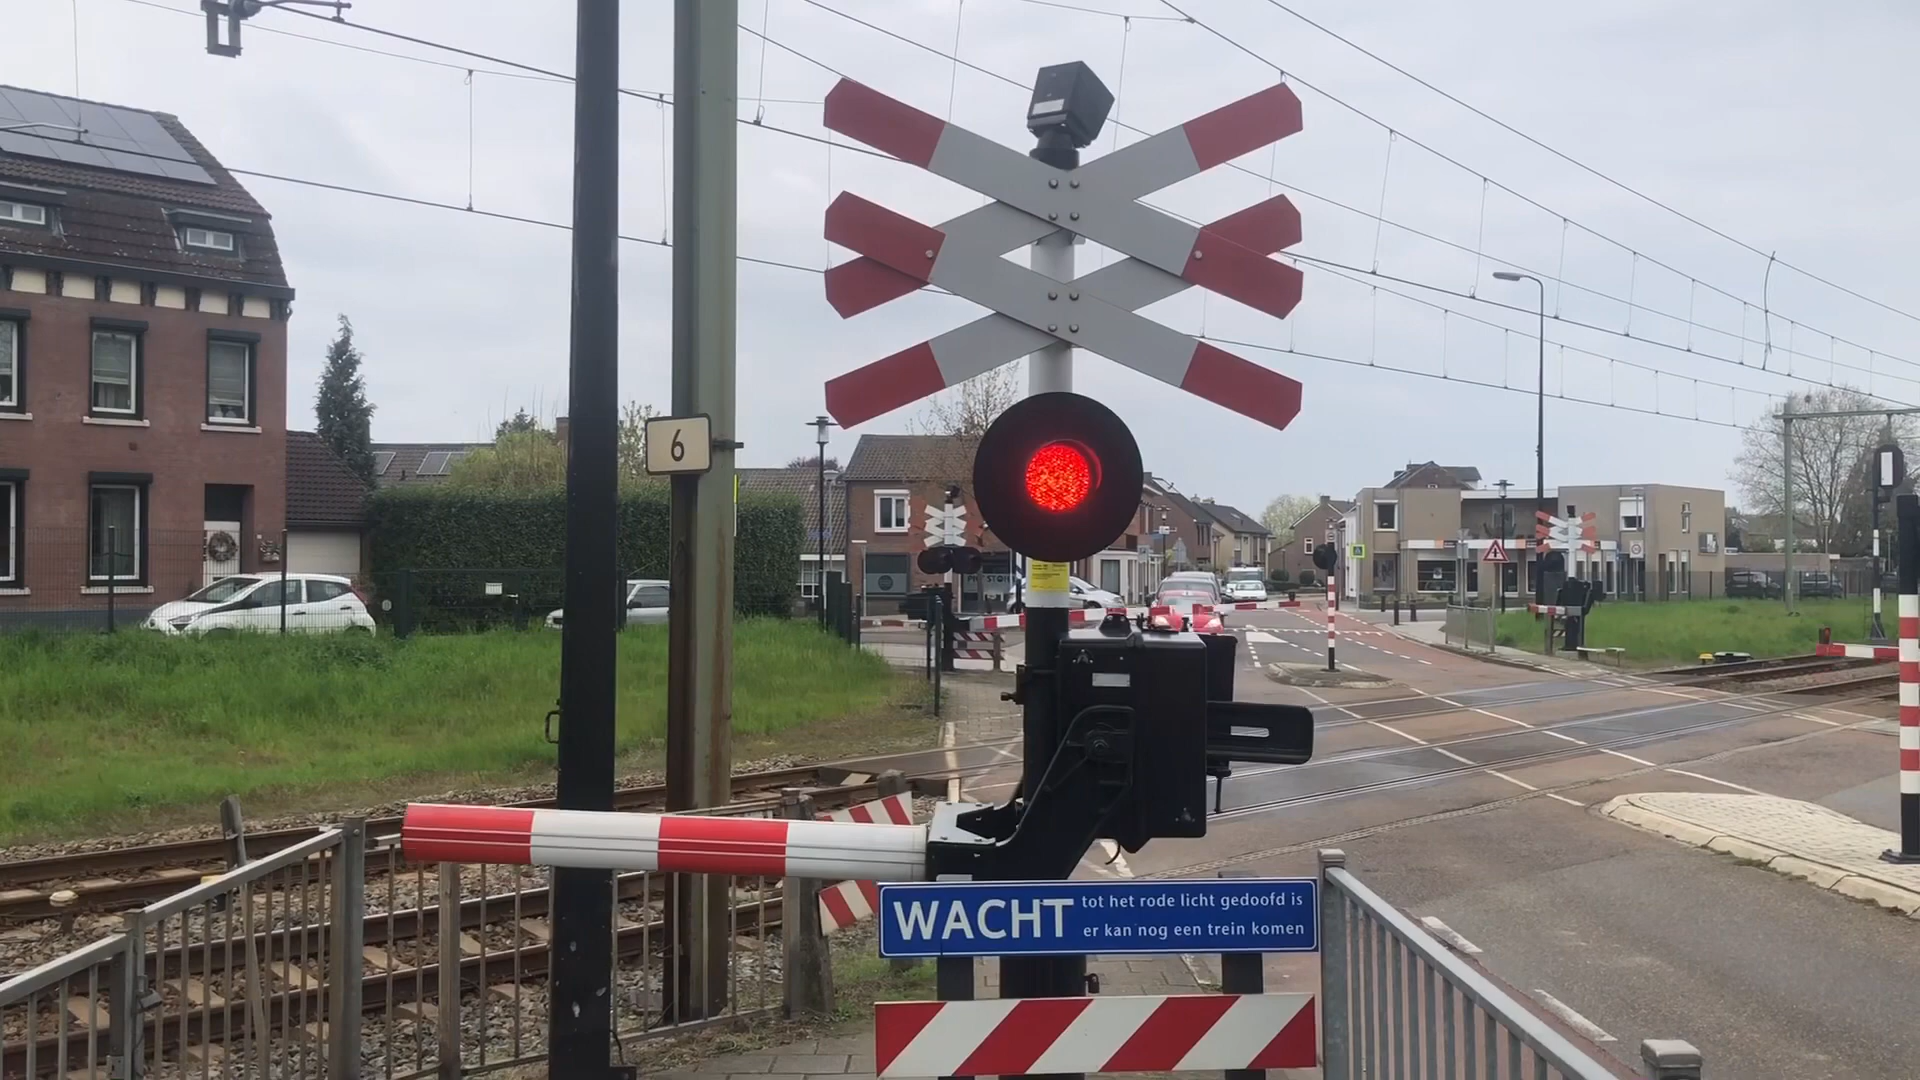 6
WACHT tot het rode licht gedoofd is
er kan nog een trein komen